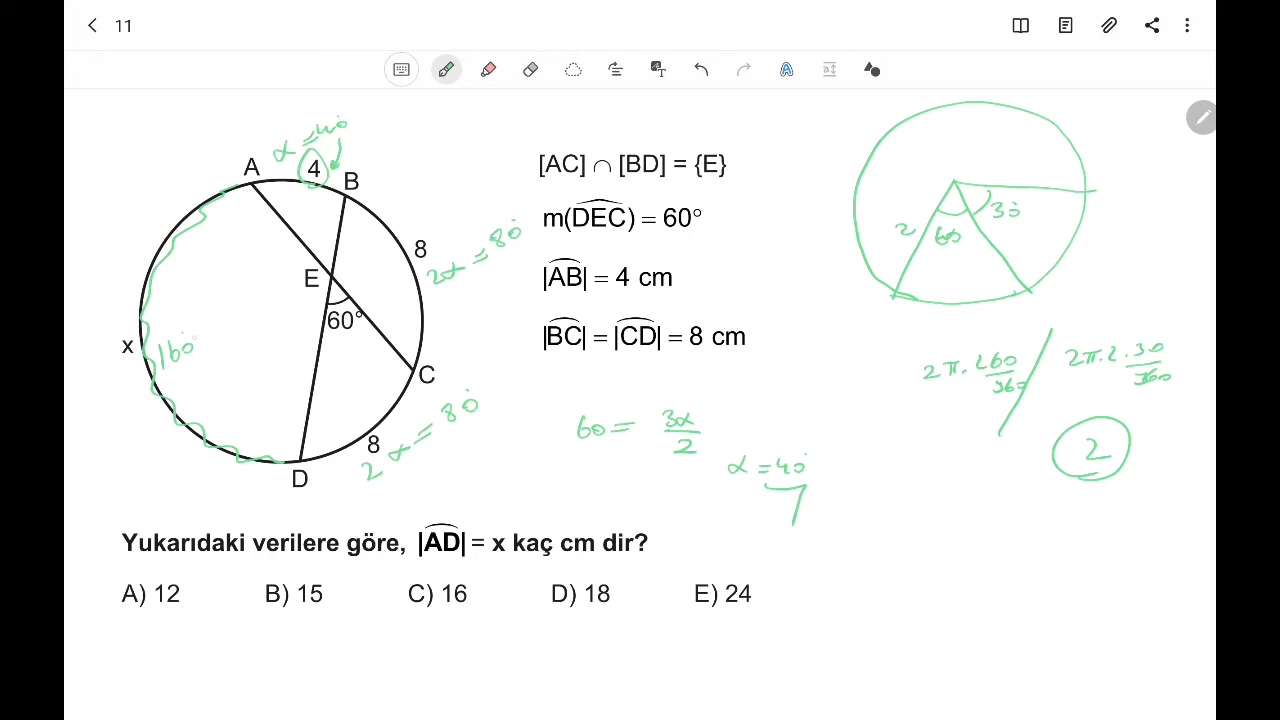 11
α = 40°
A
4
B
[AC] ∩ [BD] = {E}
m(DEC) = 60°
8
2α = 80°
E
|AB| = 4 cm
60°
|BC| = |CD| = 8 cm
x
160°
C
8
2α = 80°
D
2
60
30°
60 = 3α/2
α = 40°
2π.2 60/360
2π.2.30/360
2
Yukarıdaki verilere göre, |AD| = x kaç cm dir?
A) 12 B) 15 C) 16 D) 18 E) 24